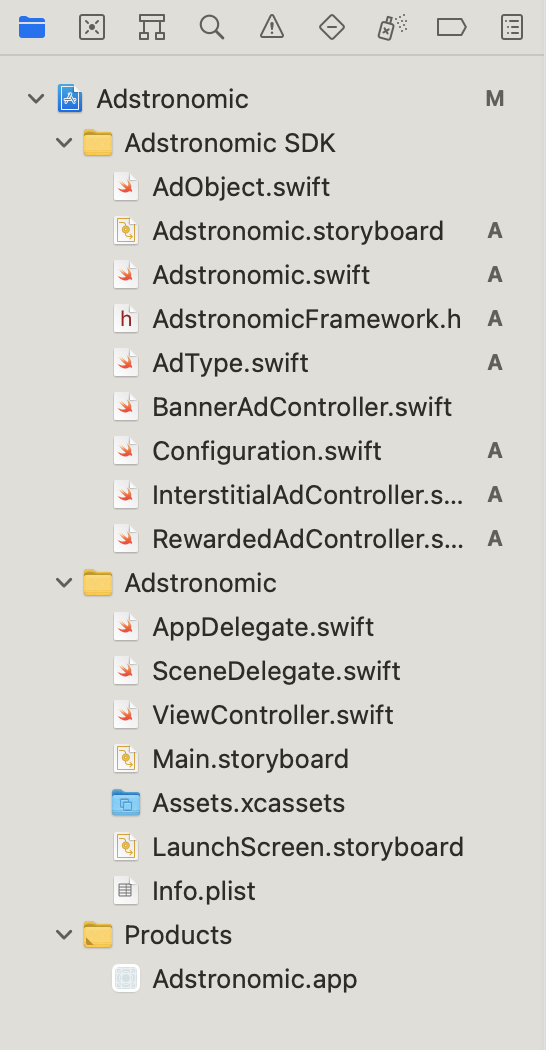 Adstronomic M
Adstronomic SDK
AdObject.swift
Adstronomic.storyboard A
Adstronomic.swift A
h AdstronomicFramework.h A
AdType.swift A
BannerAdController.swift
Configuration.swift A
InterstitialAdController.s... A
RewardedAdController.s... A
Adstronomic
AppDelegate.swift
SceneDelegate.swift
ViewController.swift
Main.storyboard
Assets.xcassets
LaunchScreen.storyboard
Info.plist
Products
Adstronomic.app